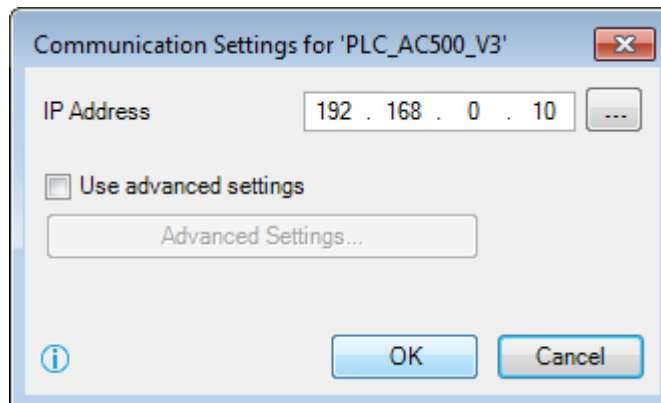 Communication Settings for 'PLC_AC500_V3'
IP Address 192 . 168 . 0 . 10 ...
Use advanced settings
Advanced Settings...
OK Cancel